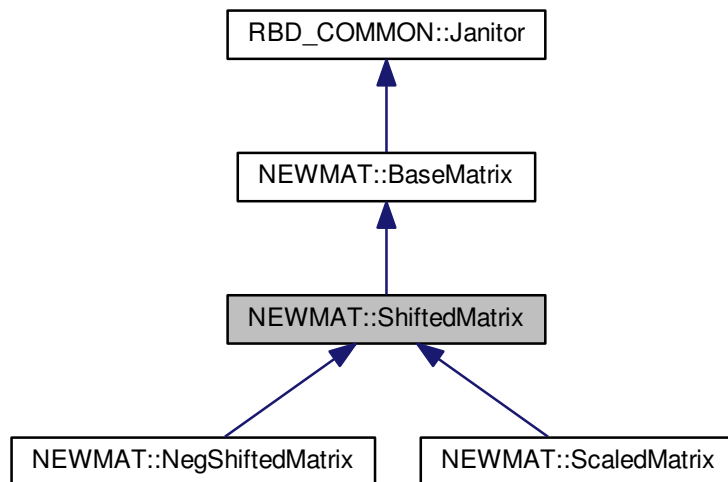 RBD_COMMON::Janitor
NEWMAT::BaseMatrix
NEWMAT::ShiftedMatrix
NEWMAT::NegShiftedMatrix
NEWMAT::ScaledMatrix